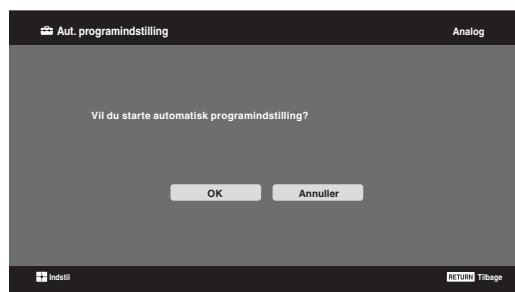 Aut. programindstilling
Analog
Vil du starte automatisk programindstilling?
OK
Annuller
Indstil
RETURN Tilbage